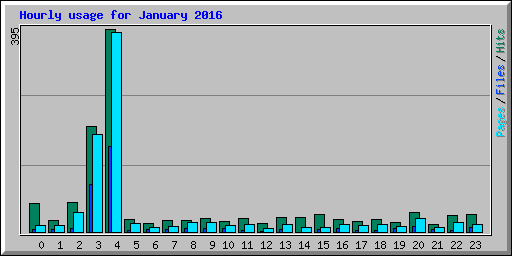 Hourly usage for January 2016
395
Pages/Files/Hits
0 1 2 3 4 5 6 7 8 9 10 11 12 13 14 15 16 17 18 19 20 21 22 23